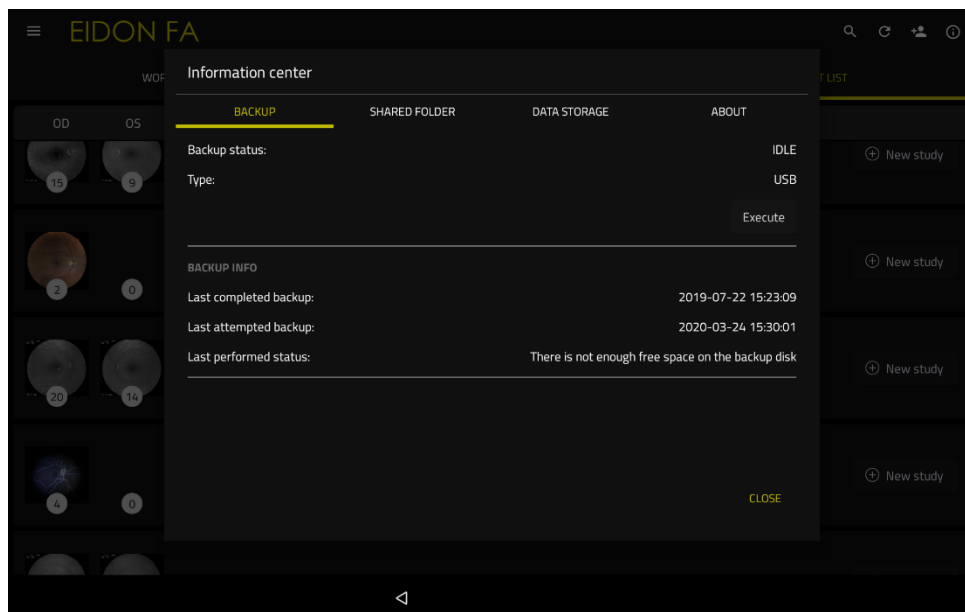 EIDON FA
WOR
Information center
T LIST
BACKUP SHARED FOLDER DATA STORAGE ABOUT
OD OS
Backup status: IDLE
Type: USB
New study
15 9
Execute
BACKUP INFO
New study
2 0
Last completed backup: 2019-07-22 15:23:09
Last attempted backup: 2020-03-24 15:30:01
Last performed status: There is not enough free space on the backup disk
New study
20 14
New study
4 0
CLOSE